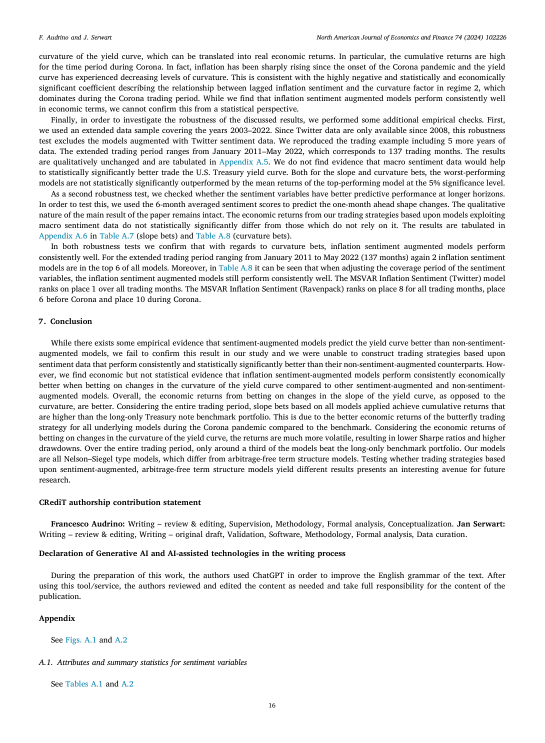 F. Audrino and J. Serwart
North American Journal of Economics and Finance 74 (2024) 102226
curvature of the yield curve, which can be translated into real economic returns. In particular, the cumulative returns are high
for the time period during Corona trading. In fact, inflation has been sharply rising since the onset of the Corona pandemic and the yield
curve has experienced decreasing levels of curvature. This is consistent with the highly negative and statistically and economically
significant coefficient describing the relationship between lagged inflation sentiment and the curvature factor in regime 2, which
dominates during the Corona trading period. While we find that inflation sentiment augmented models perform consistently well
in economic terms, we cannot confirm this from a statistical perspective.
Finally, in order to investigate the robustness of the discussed results, we performed some additional empirical checks. First,
we used an extended data sample covering the years 2003–2022. Since Twitter data are only available since 2008, this robustness
test excludes the models augmented with Twitter sentiment data. We reproduced the trading example including 5 more years of
data. The extended trading period ranges from January 2011–May 2022, which corresponds to 137 trading months. The results
are qualitatively unchanged and are tabulated in Appendix A.5. We do not find evidence that macro sentiment data would help
to statistically significantly better trade the U.S. Treasury yield curve. Both for the slope and curvature bets, the worst-performing
models are not statistically significantly outperformed by the mean returns of the top-performing model at the 5% significance level.
As a second robustness test, we checked whether the sentiment variables have better predictive performance at longer horizons.
In order to test this, we used the 6-month averaged sentiment scores to predict the one-month ahead shape changes. The qualitative
nature of the main result of the paper remains intact. The economic returns from our trading strategies based upon models exploiting
macro sentiment data do not statistically significantly differ from those which do not rely on it. The results are tabulated in
Appendix A.6 in Table A.7 (slope bets) and Table A.8 (curvature bets).
In both robustness tests we confirm that with regards to curvature bets, inflation sentiment augmented models perform
consistently well. For the extended trading period ranging from January 2011 to May 2022 (137 months) again 2 inflation sentiment
models are in the top 6 of all models. Moreover, in Table A.8 it can be seen that when adjusting the coverage period of the sentiment
variables, the inflation sentiment augmented models still perform consistently well. The MSVAR Inflation Sentiment (Twitter) model
ranks on place 1 over all trading months. The MSVAR Inflation Sentiment (Ravenpack) ranks on place 8 for all trading months, place
6 before Corona and place 10 during Corona.
7. Conclusion
While there exists some empirical evidence that sentiment-augmented models predict the yield curve better than non-sentiment-
augmented models, we fail to confirm this result in our study and we were unable to construct trading strategies based upon
sentiment data that perform consistently and statistically significantly better than their non-sentiment-augmented counterparts. How-
ever, we find economic but not statistical evidence that inflation sentiment-augmented models perform consistently economically
better when betting on changes in the curvature of the yield curve compared to other sentiment-augmented and non-sentiment-
augmented models. Overall, the economic returns from betting on changes in the slope of the yield curve, as opposed to the
curvature, are better. Considering the entire trading period, slope bets based on all models applied achieve cumulative returns that
are higher than the long-only Treasury note benchmark portfolio. This is due to the better economic returns of the butterfly trading
strategy for all underlying models during the Corona pandemic compared to the benchmark. Considering the economic returns of
betting on changes in the curvature of the yield curve, the returns are much more volatile, resulting in lower Sharpe ratios and higher
drawdowns. Over the entire trading period, only around a third of the models beat the long-only benchmark portfolio. Our models
are all Nelson–Siegel type models, which differ from arbitrage-free term structure models. Testing whether trading strategies based
upon sentiment-augmented, arbitrage-free term structure models yield different results presents an interesting avenue for future
research.
CRediT authorship contribution statement
Francesco Audrino: Writing – review & editing, Supervision, Methodology, Formal analysis, Conceptualization. Jan Serwart:
Writing – review & editing, Writing – original draft, Validation, Software, Methodology, Formal analysis, Data curation.
Declaration of Generative AI and AI-assisted technologies in the writing process
During the preparation of this work, the authors used ChatGPT in order to improve the English grammar of the text. After
using this tool/service, the authors reviewed and edited the content as needed and take full responsibility for the content of the
publication.
Appendix
See Figs. A.1 and A.2
A.1. Attributes and summary statistics for sentiment variables
See Tables A.1 and A.2
16